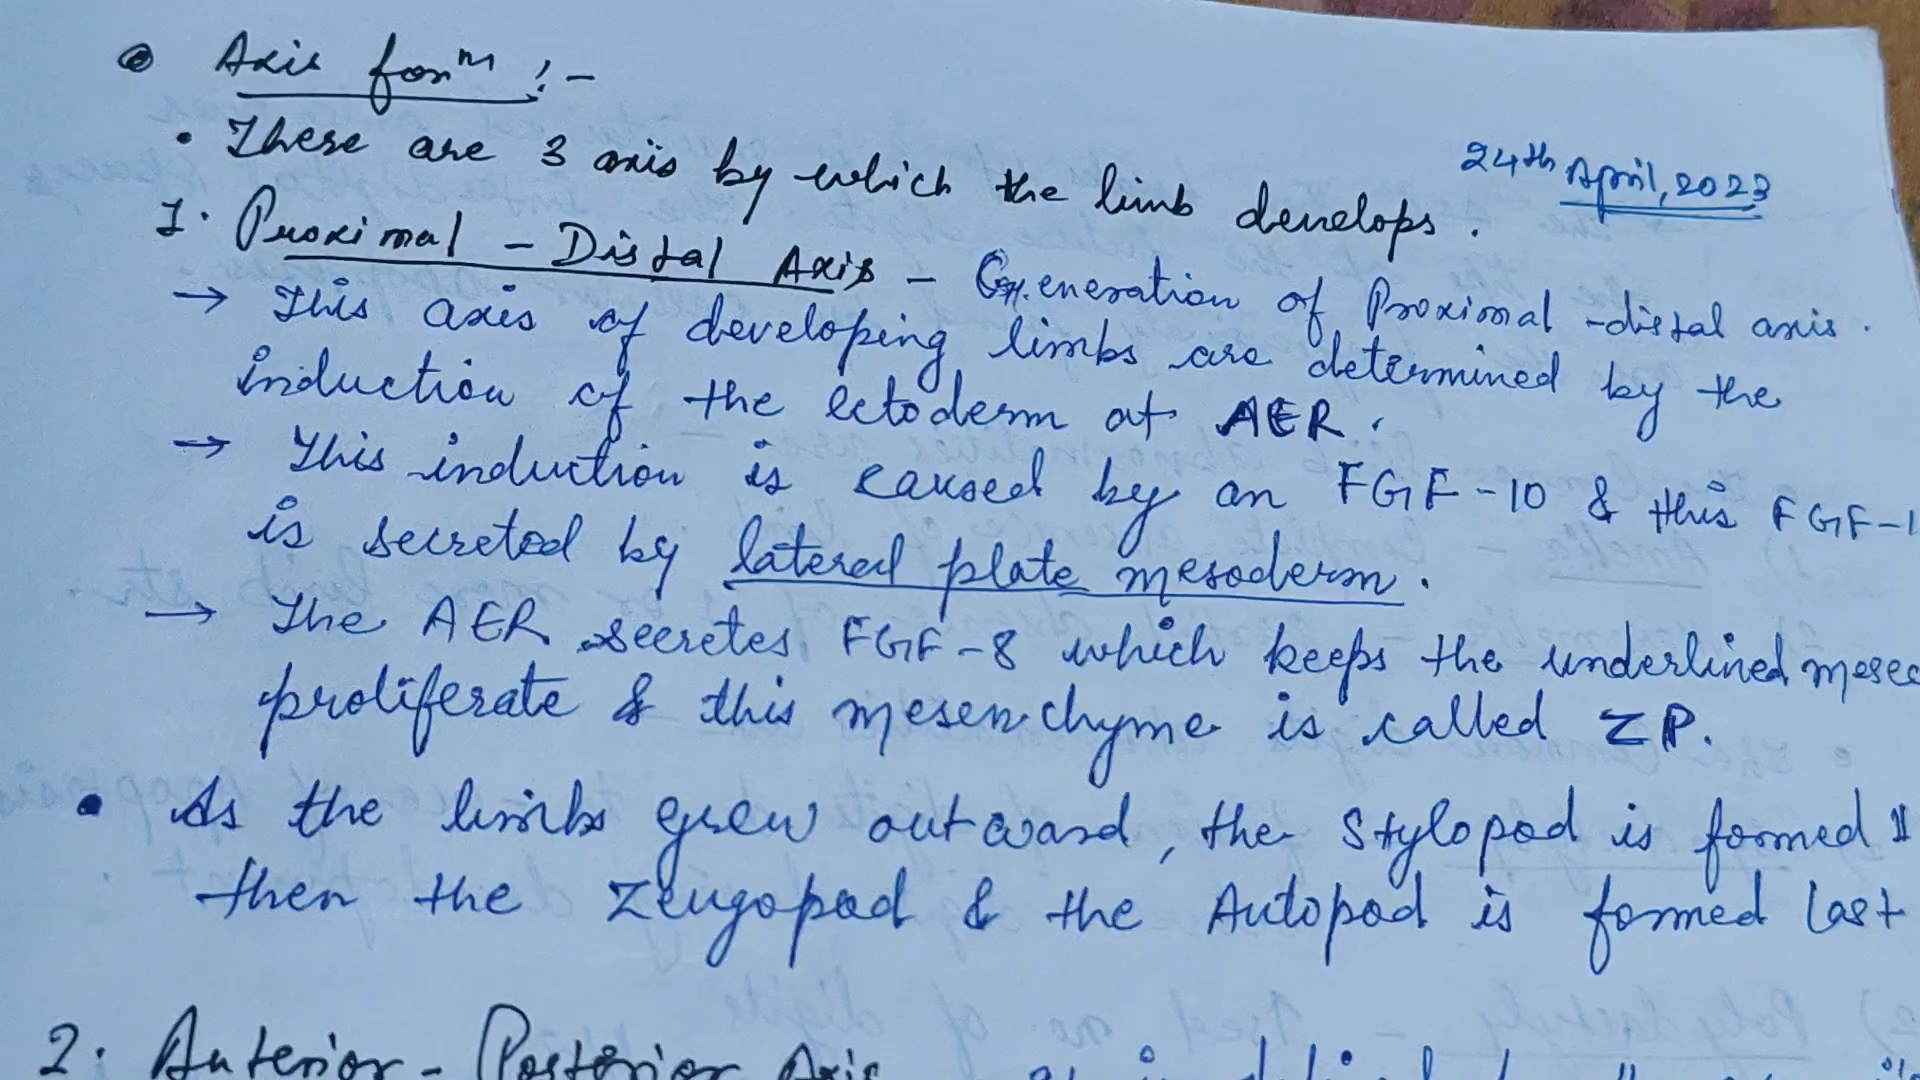 Axis forᵐⁿ :-
24th April, 2023
• There are 3 axis by which the limb develops.
1. Proximal - Distal Axis - Generation of Proximal-distal axis.
→ This axis of developing limbs are determined by the
induction of the ectoderm at AER.
→ This induction is caused by an FGF-10 & this FGF-1
is secreted by lateral plate mesoderm.
→ The AER secretes FGF-8 which keeps the underlined mesec
proliferate & this mesenchyme is called ZP.
• As the limbs grew outward, the Stylopod is formed 1
then the Zeugopod & the Autopod is formed last
2. Anterior - Posterior Axis